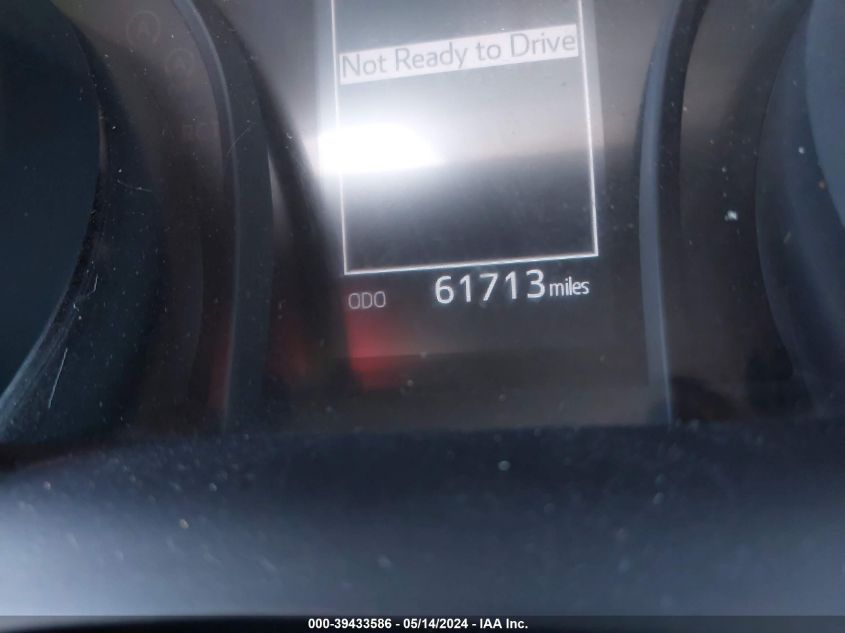 Not Ready to Drive
ODO 61713 miles
000-39433586 - 05/14/2024 - IAA Inc.